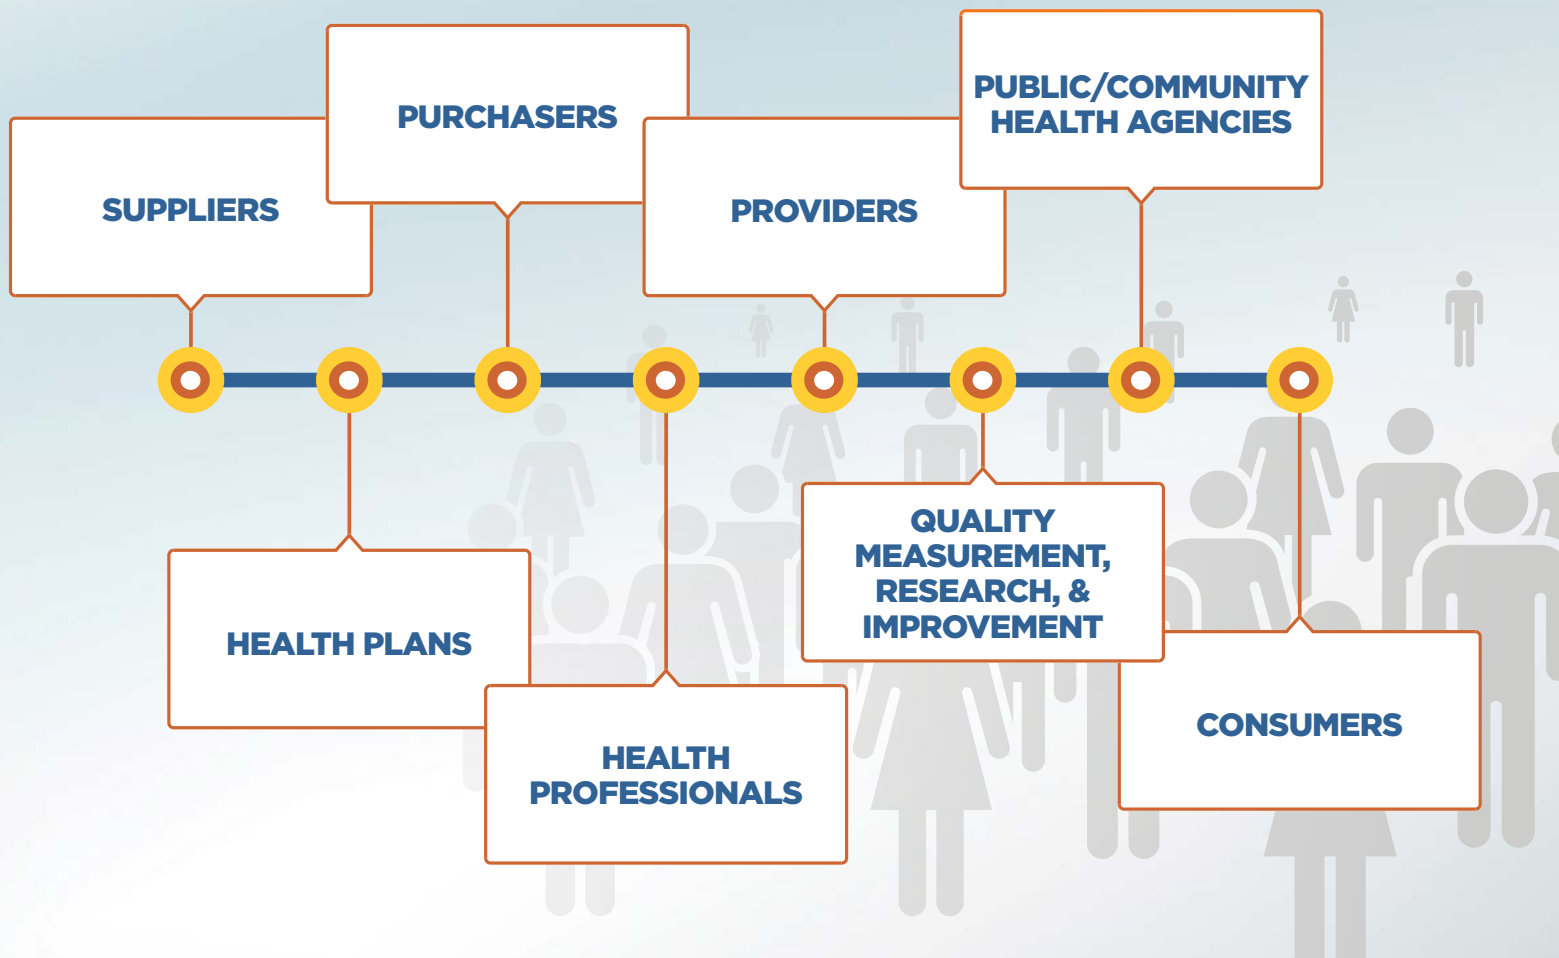 SUPPLIERS
PURCHASERS
PROVIDERS
PUBLIC/COMMUNITY
HEALTH AGENCIES
HEALTH PLANS
HEALTH
PROFESSIONALS
QUALITY
MEASUREMENT,
RESEARCH, &
IMPROVEMENT
CONSUMERS